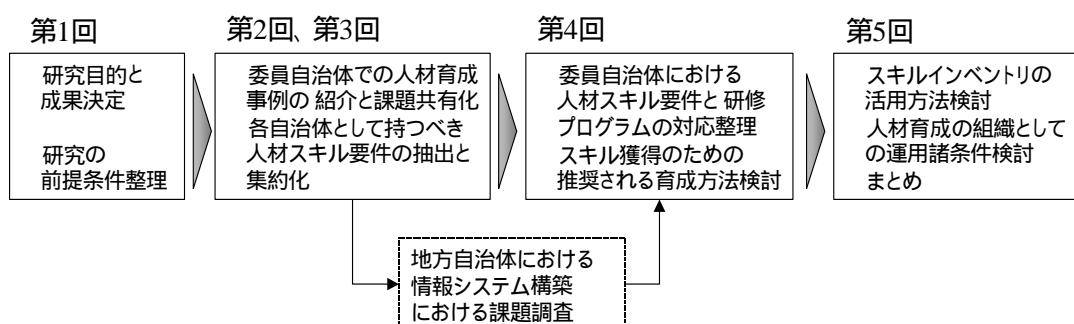 第1回
研究目的と
成果決定
研究の
前提条件整理
第2回、第3回
委員自治体での人材育成
事例の 紹介と課題共有化
各自治体として持つべき
人材スキル要件の抽出と
集約化
第4回
委員自治体における
人材スキル要件と 研修
プログラムの対応整理
スキル獲得のための
推奨される育成方法検討
第5回
スキルインベントリの
活用方法検討
人材育成の組織として
の運用諸条件検討
まとめ
地方自治体における
情報システム構築
における課題調査